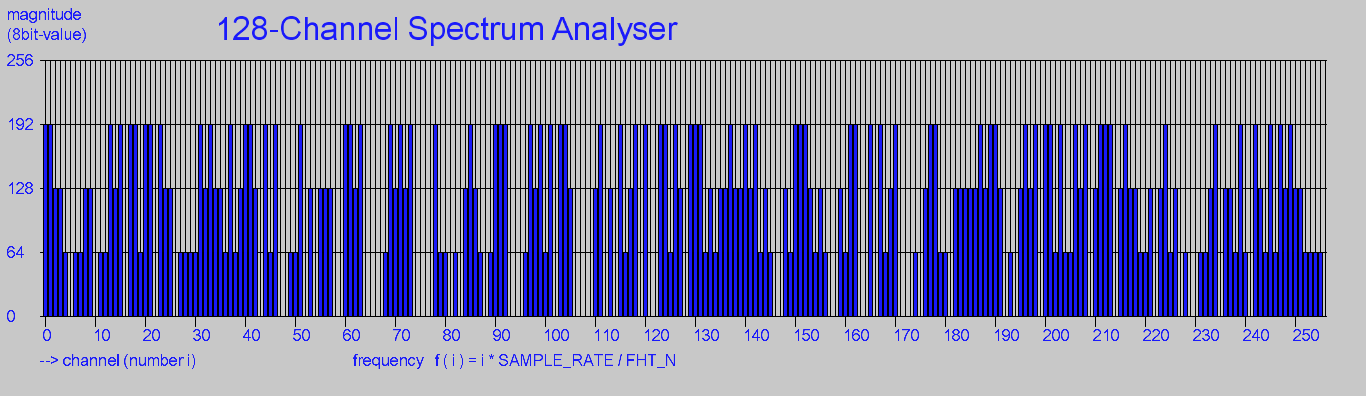 magnitude
(8bit-value)
128-Channel Spectrum Analyser
256
192
128
64
0
0 10 20 30 40 50 60 70 80 90 100 110 120 130 140 150 160 170 180 190 200 210 220 230 240 250
--> channel (number i) frequency f ( i ) = i * SAMPLE_RATE / FHT_N